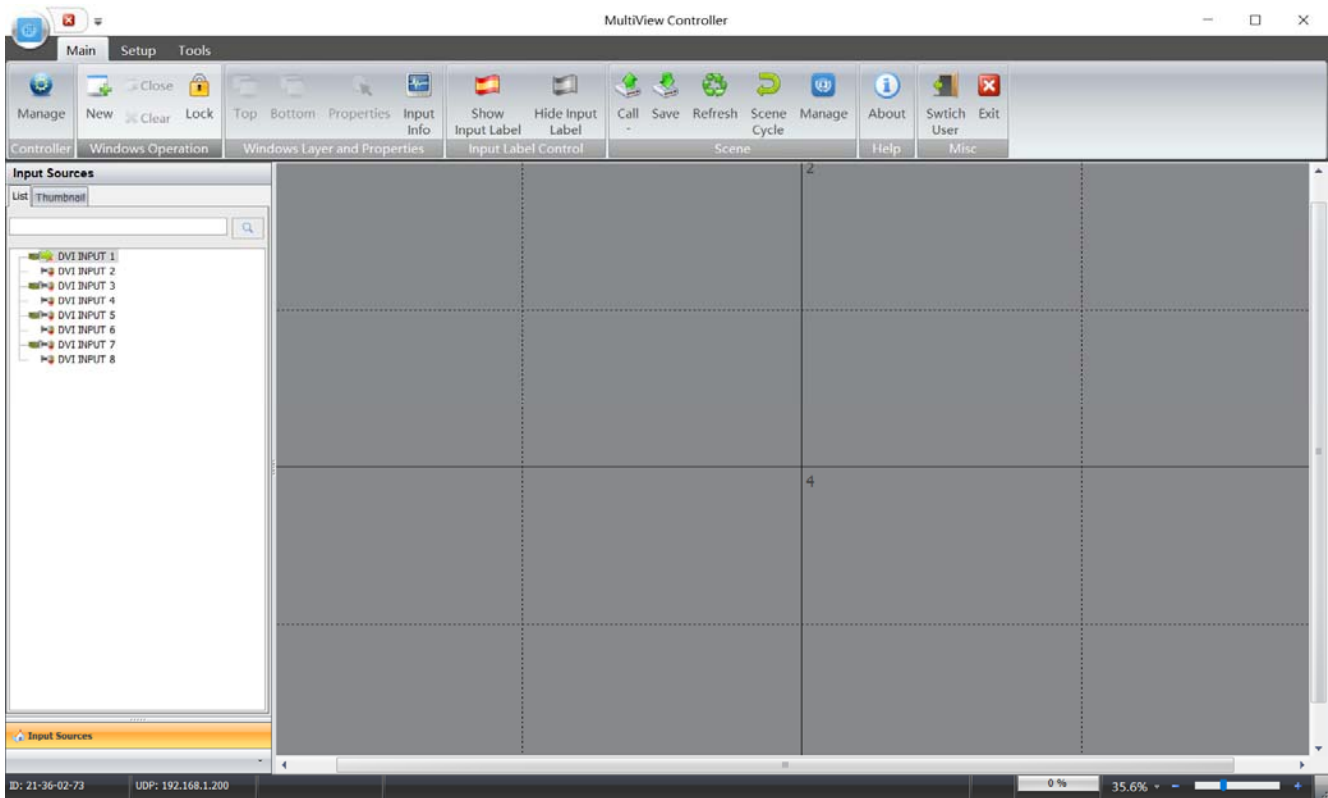 MultiView Controller
Main Setup Tools
Manage New Close Clear Lock Top Bottom Properties Input Info Show Input Label Hide Input Label Call Save Refresh Scene Cycle Manage About Swtich User Exit
Controller Windows Operation Windows Layer and Properties Input Label Control Scene Help Misc
Input Sources
List Thumbnail
DVI INPUT 1
DVI INPUT 2
DVI INPUT 3
DVI INPUT 4
DVI INPUT 5
DVI INPUT 6
DVI INPUT 7
DVI INPUT 8
2
4
Input Sources
ID: 21-36-02-73 UDP: 192.168.1.200 0 % 35.6%